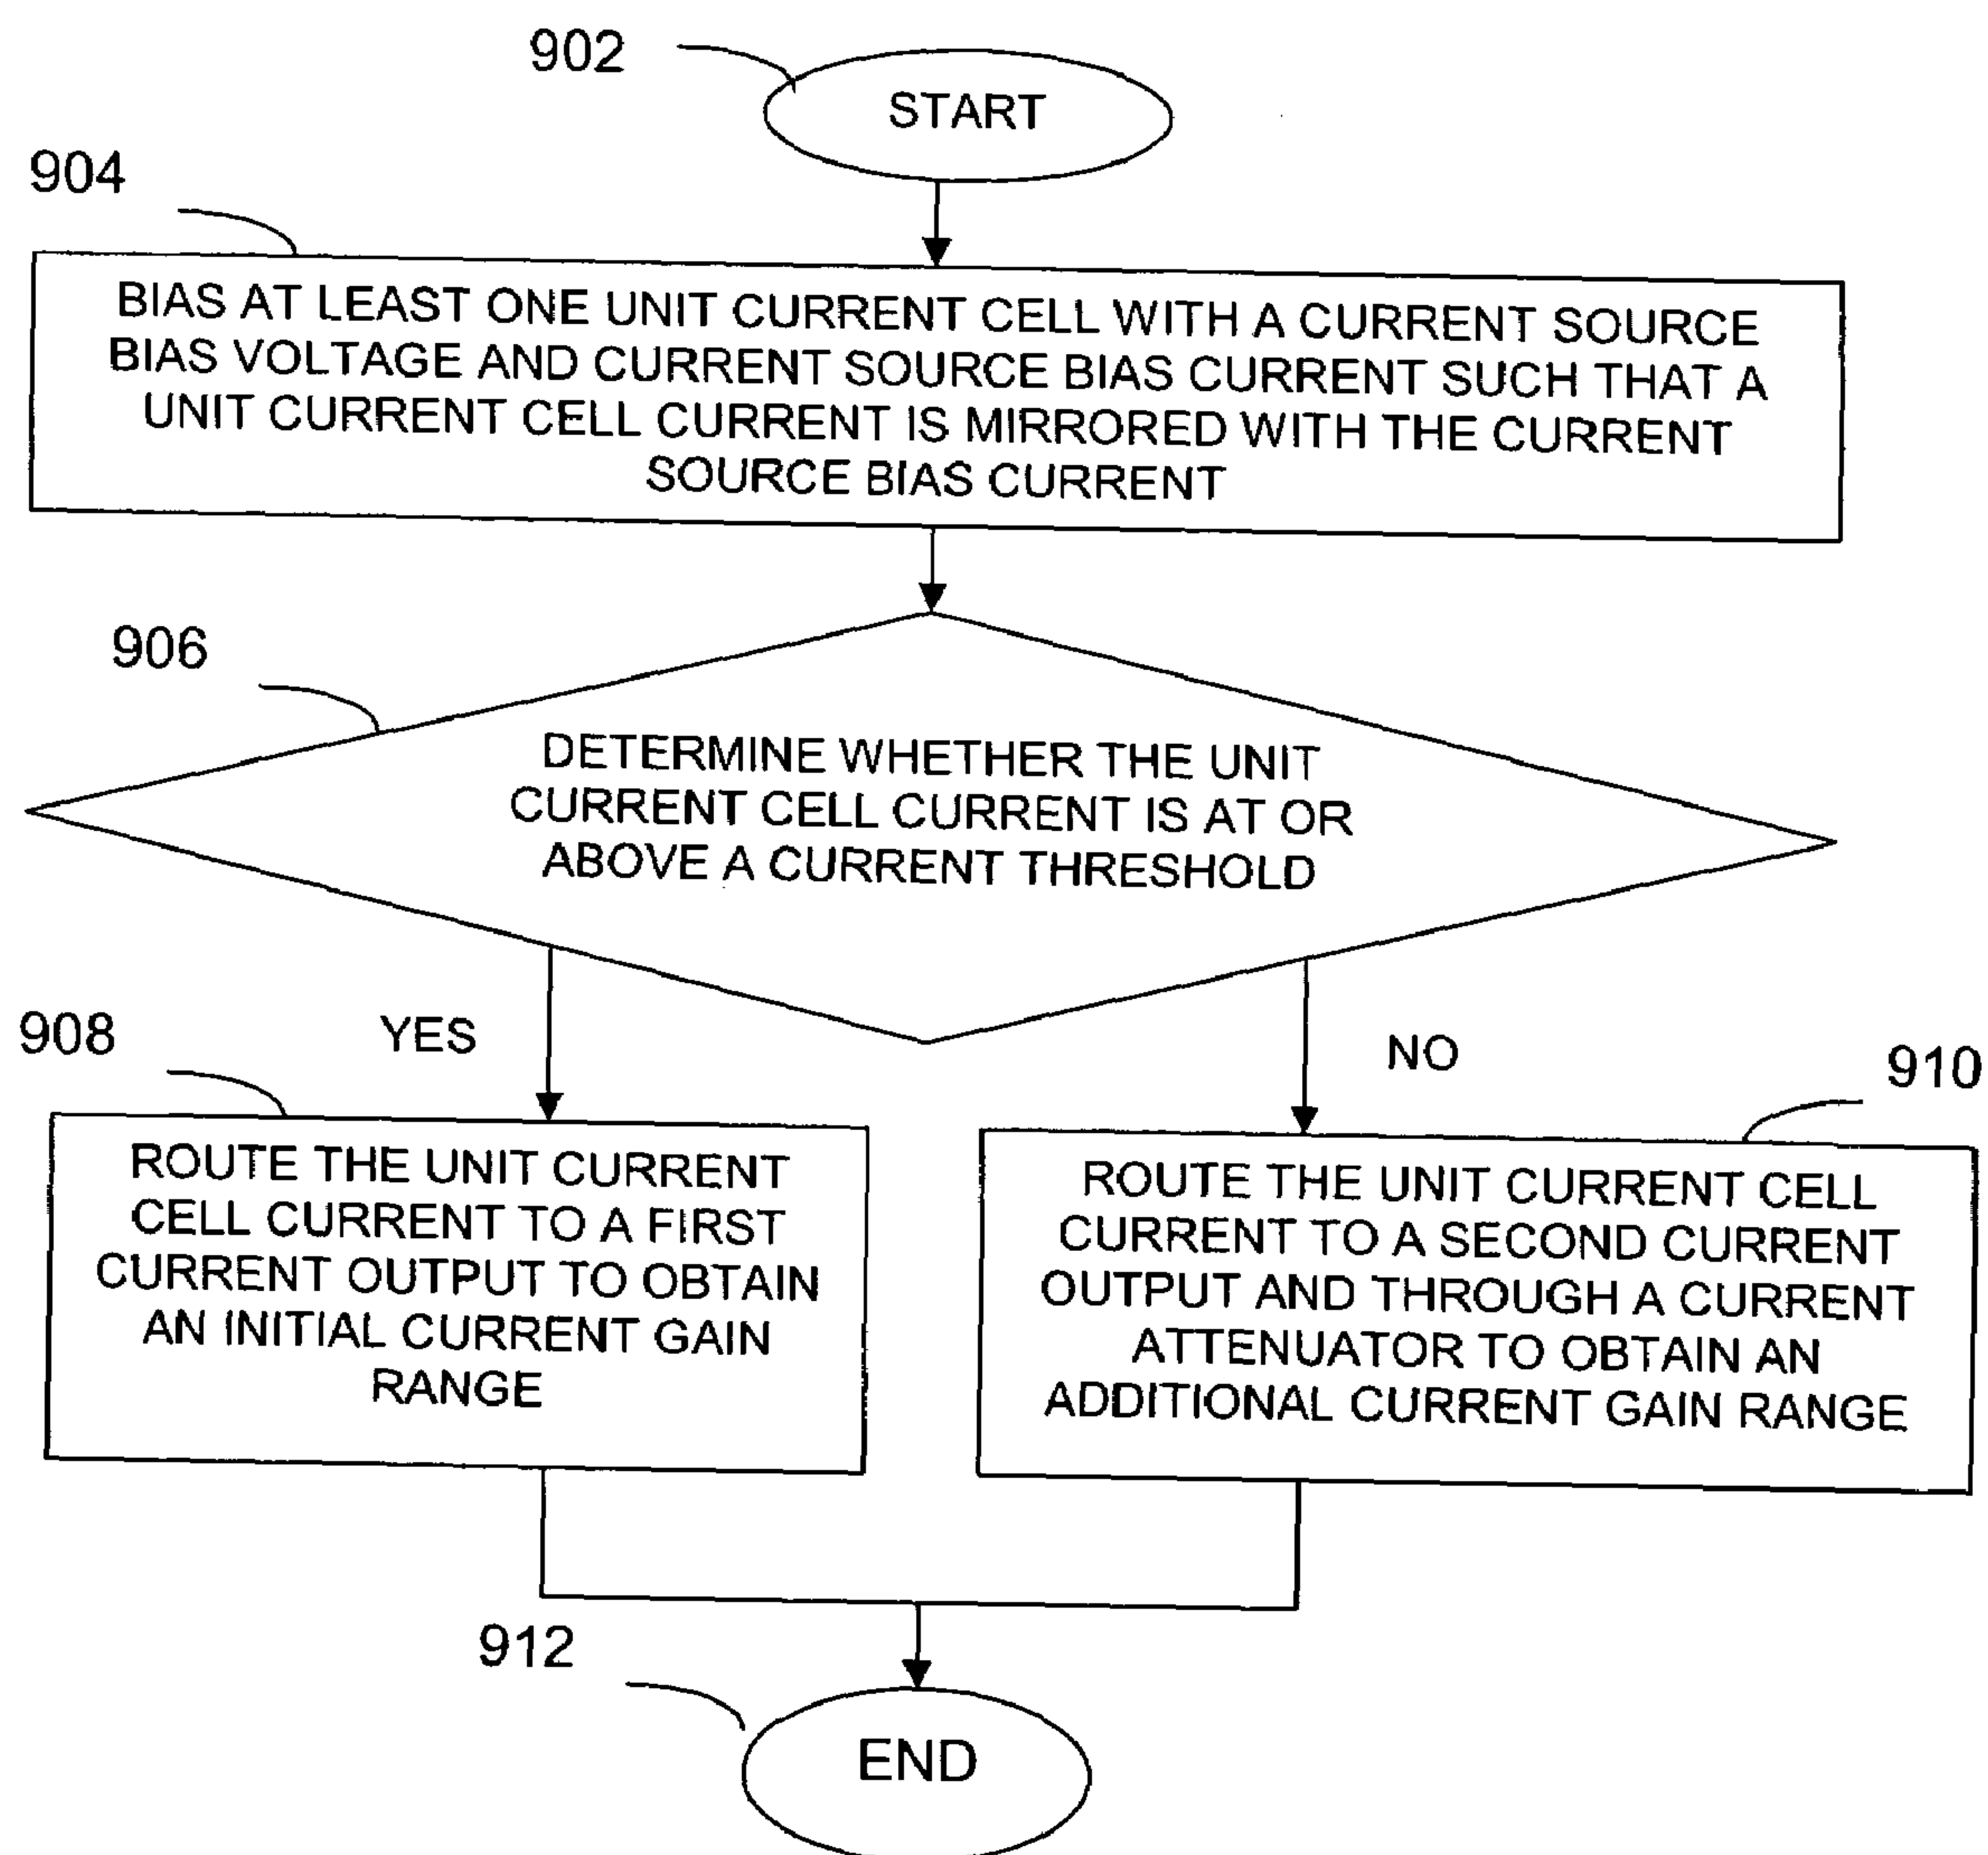 902
START
904
BIAS AT LEAST ONE UNIT CURRENT CELL WITH A CURRENT SOURCE
BIAS VOLTAGE AND CURRENT SOURCE BIAS CURRENT SUCH THAT A
UNIT CURRENT CELL CURRENT IS MIRRORED WITH THE CURRENT
SOURCE BIAS CURRENT
906
DETERMINE WHETHER THE UNIT
CURRENT CELL CURRENT IS AT OR
ABOVE A CURRENT THRESHOLD
YES
NO
908
ROUTE THE UNIT CURRENT
CELL CURRENT TO A FIRST
CURRENT OUTPUT TO OBTAIN
AN INITIAL CURRENT GAIN
RANGE
910
ROUTE THE UNIT CURRENT CELL
CURRENT TO A SECOND CURRENT
OUTPUT AND THROUGH A CURRENT
ATTENUATOR TO OBTAIN AN
ADDITIONAL CURRENT GAIN RANGE
912
END